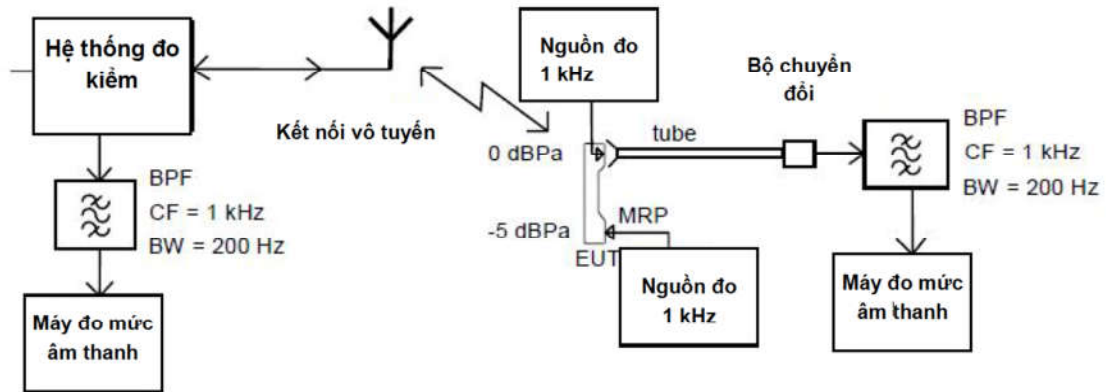 Hệ thống đo
kiểm
Kết nối vô tuyến
BPF
CF = 1 kHz
BW = 200 Hz
Máy đo mức
âm thanh
Nguồn đo
1 kHz
0 dBPa
tube
Bộ chuyển
đổi
BPF
CF = 1 kHz
BW = 200 Hz
-5 dBPa
MRP
EUT
Nguồn đo
1 kHz
Máy đo mức
âm thanh